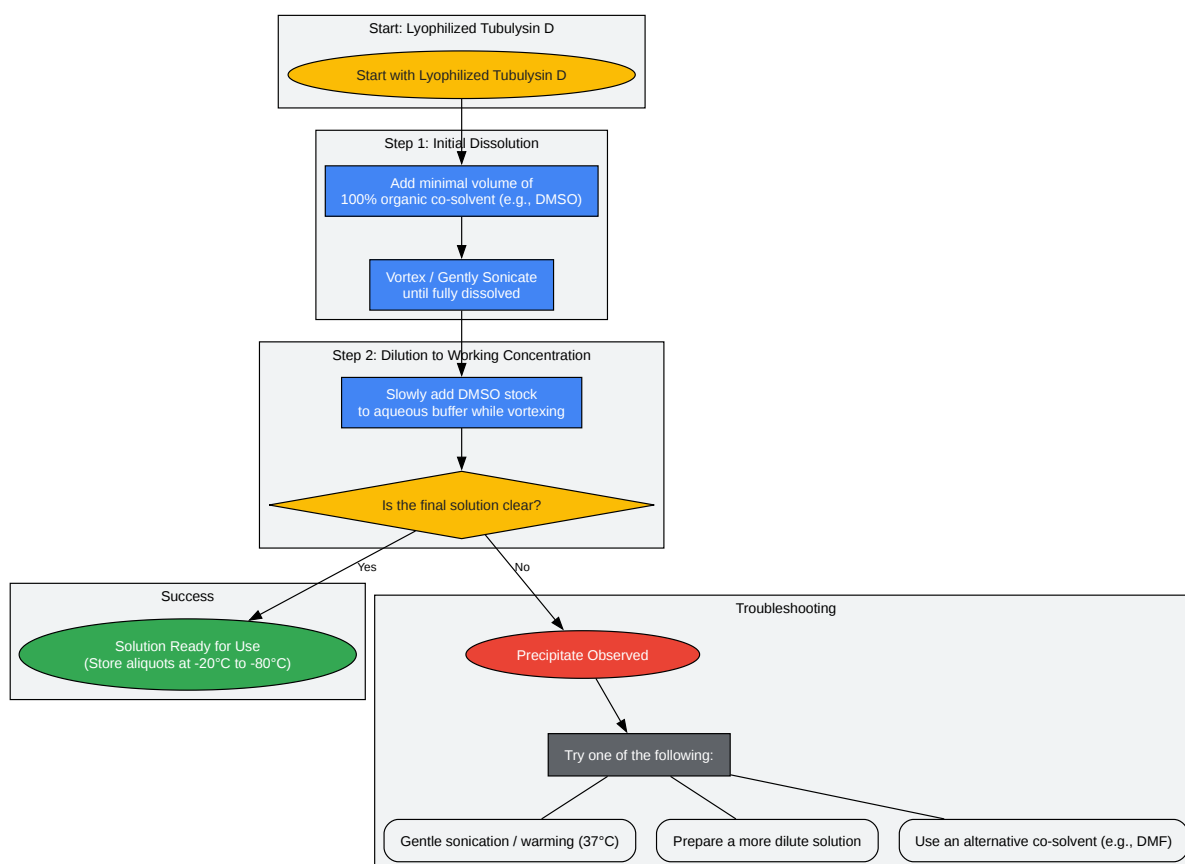 Start: Lyophilized Tubulysin D
Start with Lyophilized Tubulysin D
Step 1: Initial Dissolution
Add minimal volume of
100% organic co-solvent (e.g., DMSO)
Vortex / Gently Sonicate
until fully dissolved
Step 2: Dilution to Working Concentration
Slowly add DMSO stock
to aqueous buffer while vortexing
Is the final solution clear?
Yes
No
Success
Solution Ready for Use
(Store aliquots at -20°C to -80°C)
Troubleshooting
Precipitate Observed
Try one of the following:
Gentle sonication / warming (37°C)
Prepare a more dilute solution
Use an alternative co-solvent (e.g., DMF)